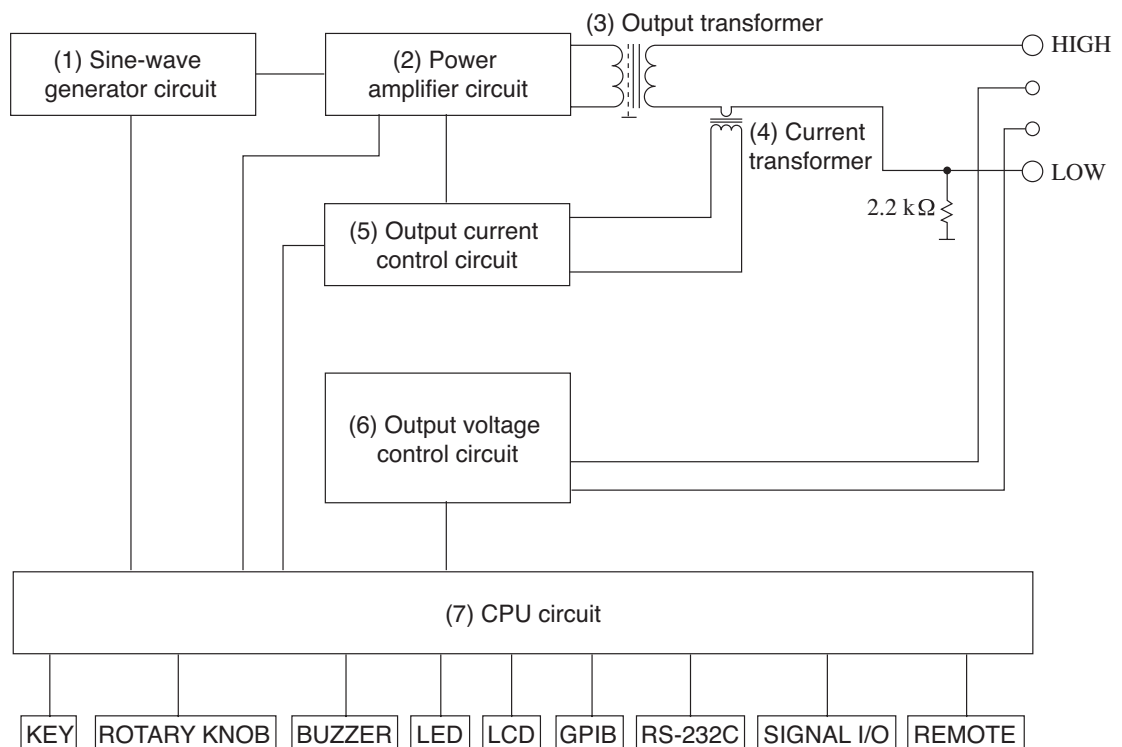 (3) Output transformer
(1) Sine-wave
generator circuit
(2) Power
amplifier circuit
HIGH
(4) Current
transformer
LOW
2.2 kΩ
(5) Output current
control circuit
(6) Output voltage
control circuit
(7) CPU circuit
KEY
ROTARY KNOB
BUZZER
LED
LCD
GPIB
RS-232C
SIGNAL I/O
REMOTE